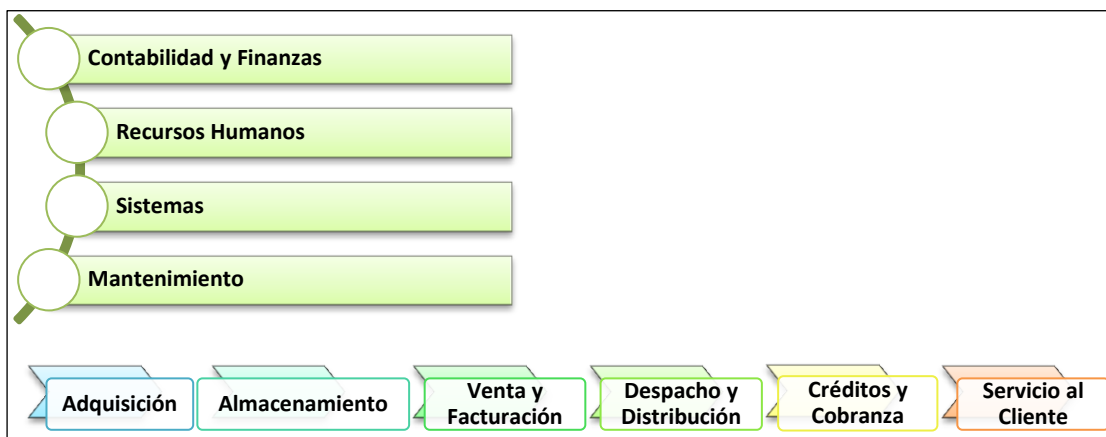 Contabilidad y Finanzas
Recursos Humanos
Sistemas
Mantenimiento
Adquisición
Almacenamiento
Venta y
Facturación
Despacho y
Distribución
Créditos y
Cobranza
Servicio al
Cliente